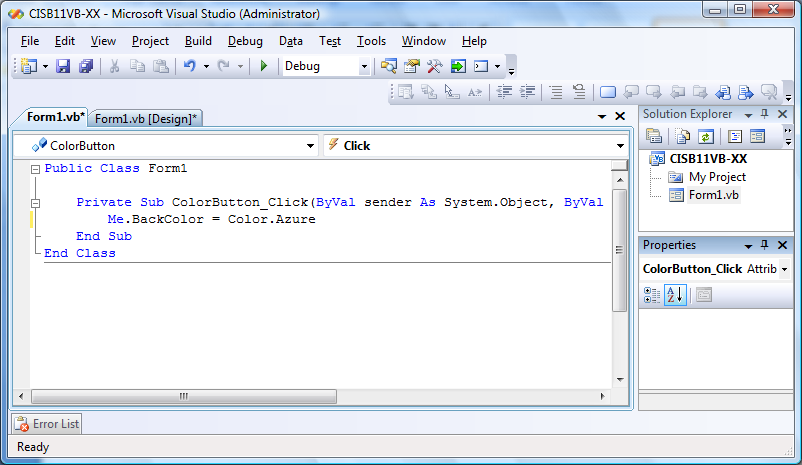 CISB11VB-XX - Microsoft Visual Studio (Administrator)
File Edit View Project Build Debug Data Test Tools Window Help
Debug
Form1.vb* Form1.vb [Design]*
ColorButton Click
Public Class Form1
Private Sub ColorButton_Click(ByVal sender As System.Object, ByVal
Me.BackColor = Color.Azure
End Sub
End Class
Solution Explorer
CISB11VB-XX
My Project
Form1.vb
Properties
ColorButton_Click Attrib
Error List
Ready